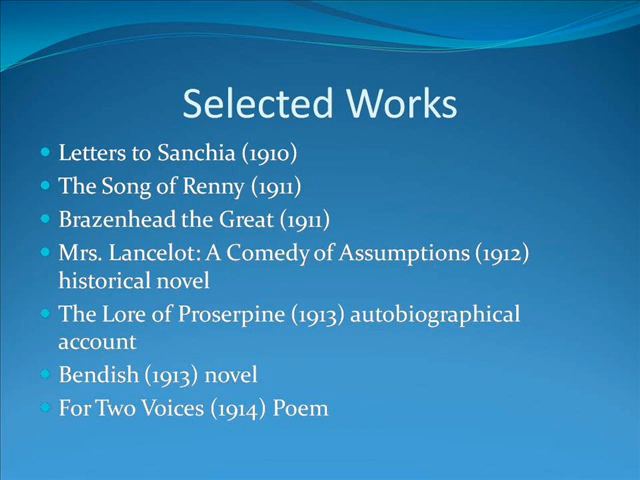 Selected Works
Letters to Sanchia (1910)
The Song of Renny (1911)
Brazenhead the Great (1911)
Mrs. Lancelot: A Comedy of Assumptions (1912)
historical novel
The Lore of Proserpine (1913) autobiographical
account
Bendish (1913) novel
For Two Voices (1914) Poem